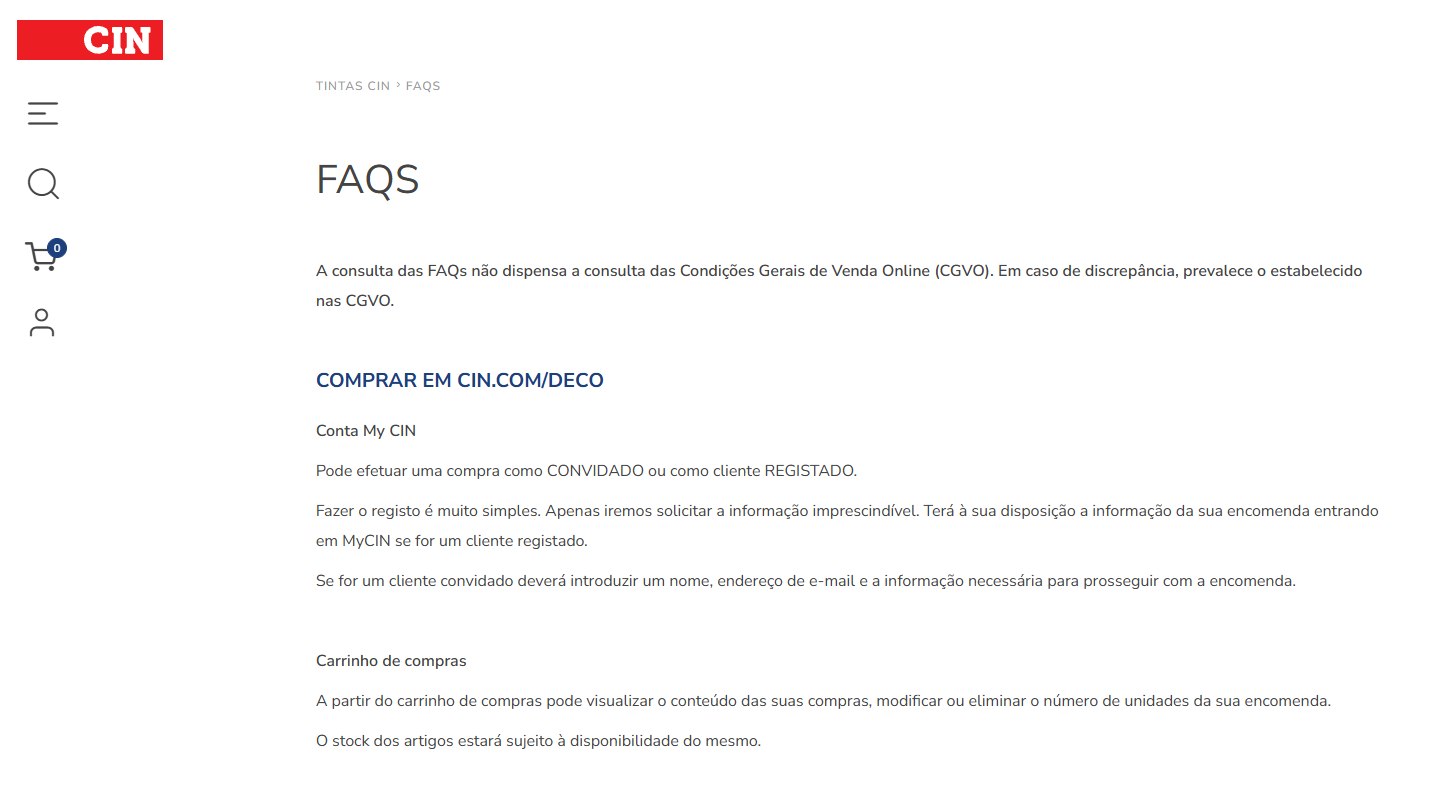 CIN
TINTAS CIN › FAQS
FAQS
0
A consulta das FAQs não dispensa a consulta das Condições Gerais de Venda Online (CGVO). Em caso de discrepância, prevalece o estabelecido
nas CGVO.
COMPRAR EM CIN.COM/DECO
Conta My CIN
Pode efetuar uma compra como CONVIDADO ou como cliente REGISTADO.
Fazer o registo é muito simples. Apenas iremos solicitar a informação imprescindível. Terá à sua disposição a informação da sua encomenda entrando
em MyCIN se for um cliente registado.
Se for um cliente convidado deverá introduzir um nome, endereço de e-mail e a informação necessária para prosseguir com a encomenda.
Carrinho de compras
A partir do carrinho de compras pode visualizar o conteúdo das suas compras, modificar ou eliminar o número de unidades da sua encomenda.
O stock dos artigos estará sujeito à disponibilidade do mesmo.